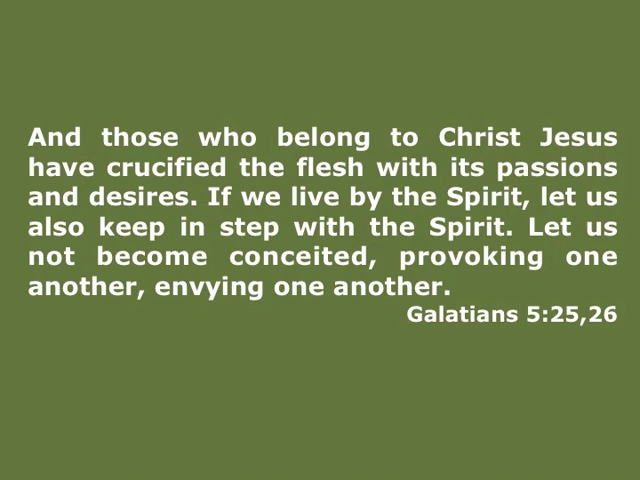 And those who belong to Christ Jesus
have crucified the flesh with its passions
and desires. If we live by the Spirit, let us
also keep in step with the Spirit. Let us
not become conceited, provoking one
another, envying one another.
Galatians 5:25,26